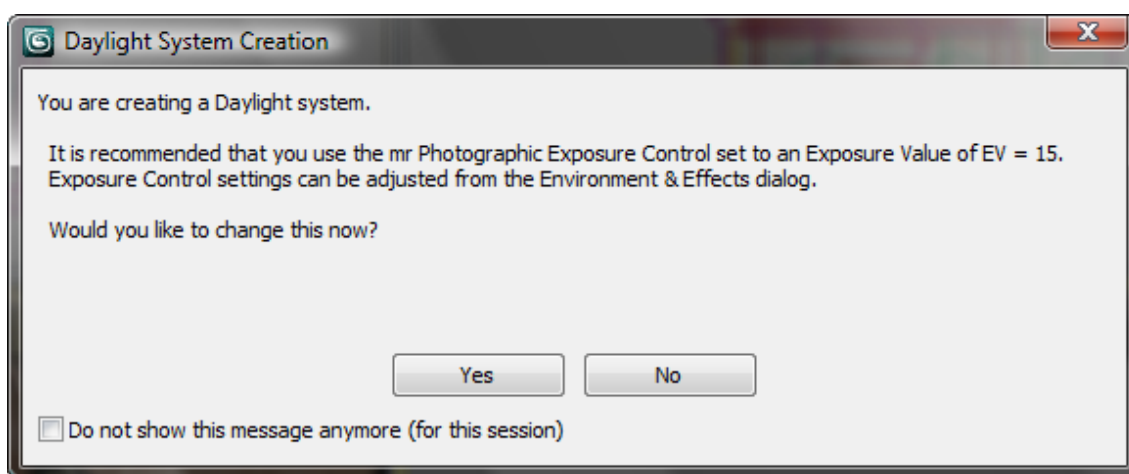 Daylight System Creation
You are creating a Daylight system.
It is recommended that you use the mr Photographic Exposure Control set to an Exposure Value of EV = 15.
Exposure Control settings can be adjusted from the Environment & Effects dialog.
Would you like to change this now?
Yes No
Do not show this message anymore (for this session)